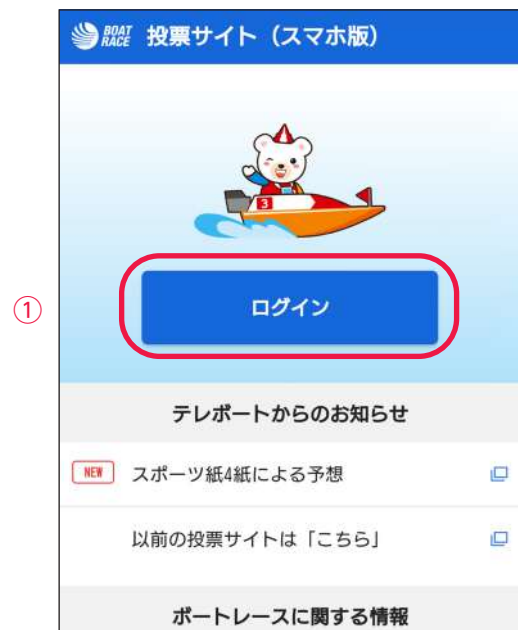 BOAT RACE 投票サイト（スマホ版）
3
①
ログイン
テレボートからのお知らせ
NEW スポーツ紙4紙による予想
以前の投票サイトは「こちら」
ボートレースに関する情報